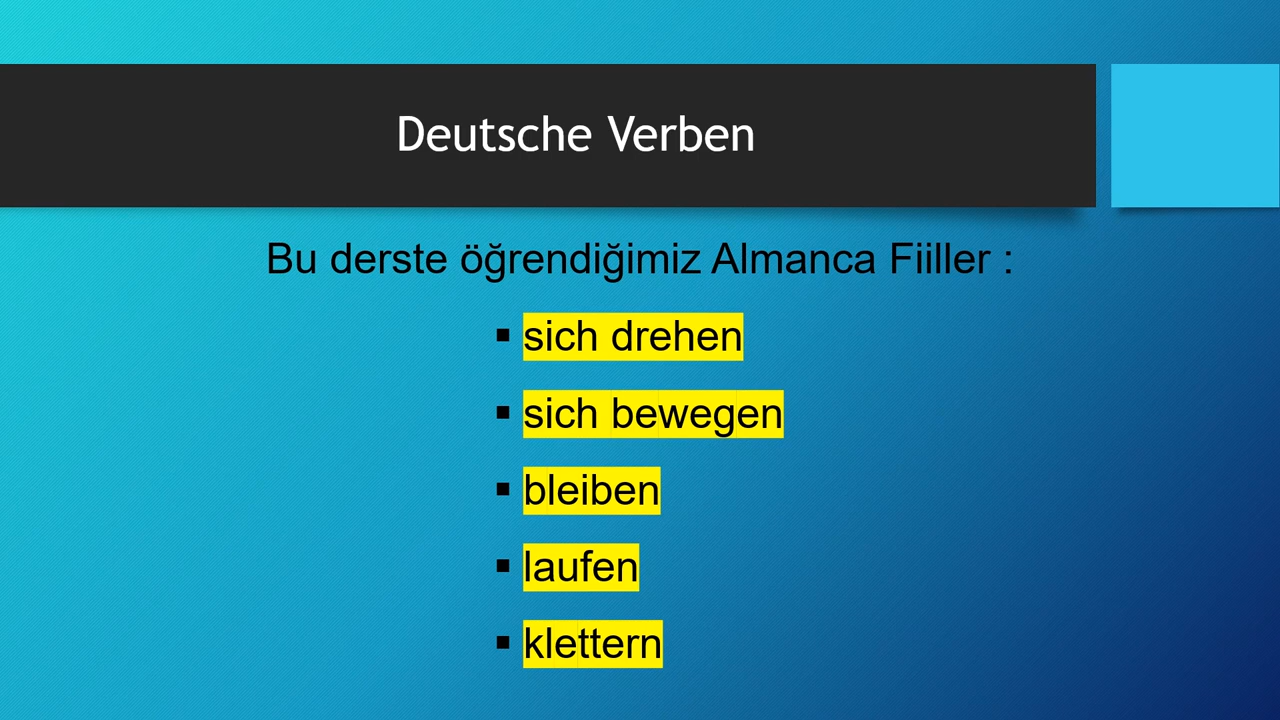 Deutsche Verben
Bu derste öğrendiğimiz Almanca Fiiller :
▪ sich drehen
▪ sich bewegen
▪ bleiben
▪ laufen
▪ klettern